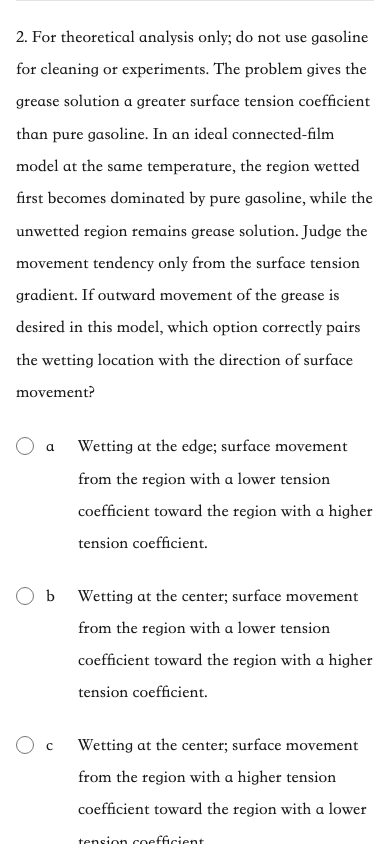 2. For theoretical analysis only; do not use gasoline
for cleaning or experiments. The problem gives the
grease solution a greater surface tension coefficient
than pure gasoline. In an ideal connected-film
model at the same temperature, the region wetted
first becomes dominated by pure gasoline, while the
unwetted region remains grease solution. Judge the
movement tendency only from the surface tension
gradient. If outward movement of the grease is
desired in this model, which option correctly pairs
the wetting location with the direction of surface
movement?
a Wetting at the edge; surface movement
from the region with a lower tension
coefficient toward the region with a higher
tension coefficient.
b Wetting at the center; surface movement
from the region with a lower tension
coefficient toward the region with a higher
tension coefficient.
c Wetting at the center; surface movement
from the region with a higher tension
coefficient toward the region with a lower
tension coefficient